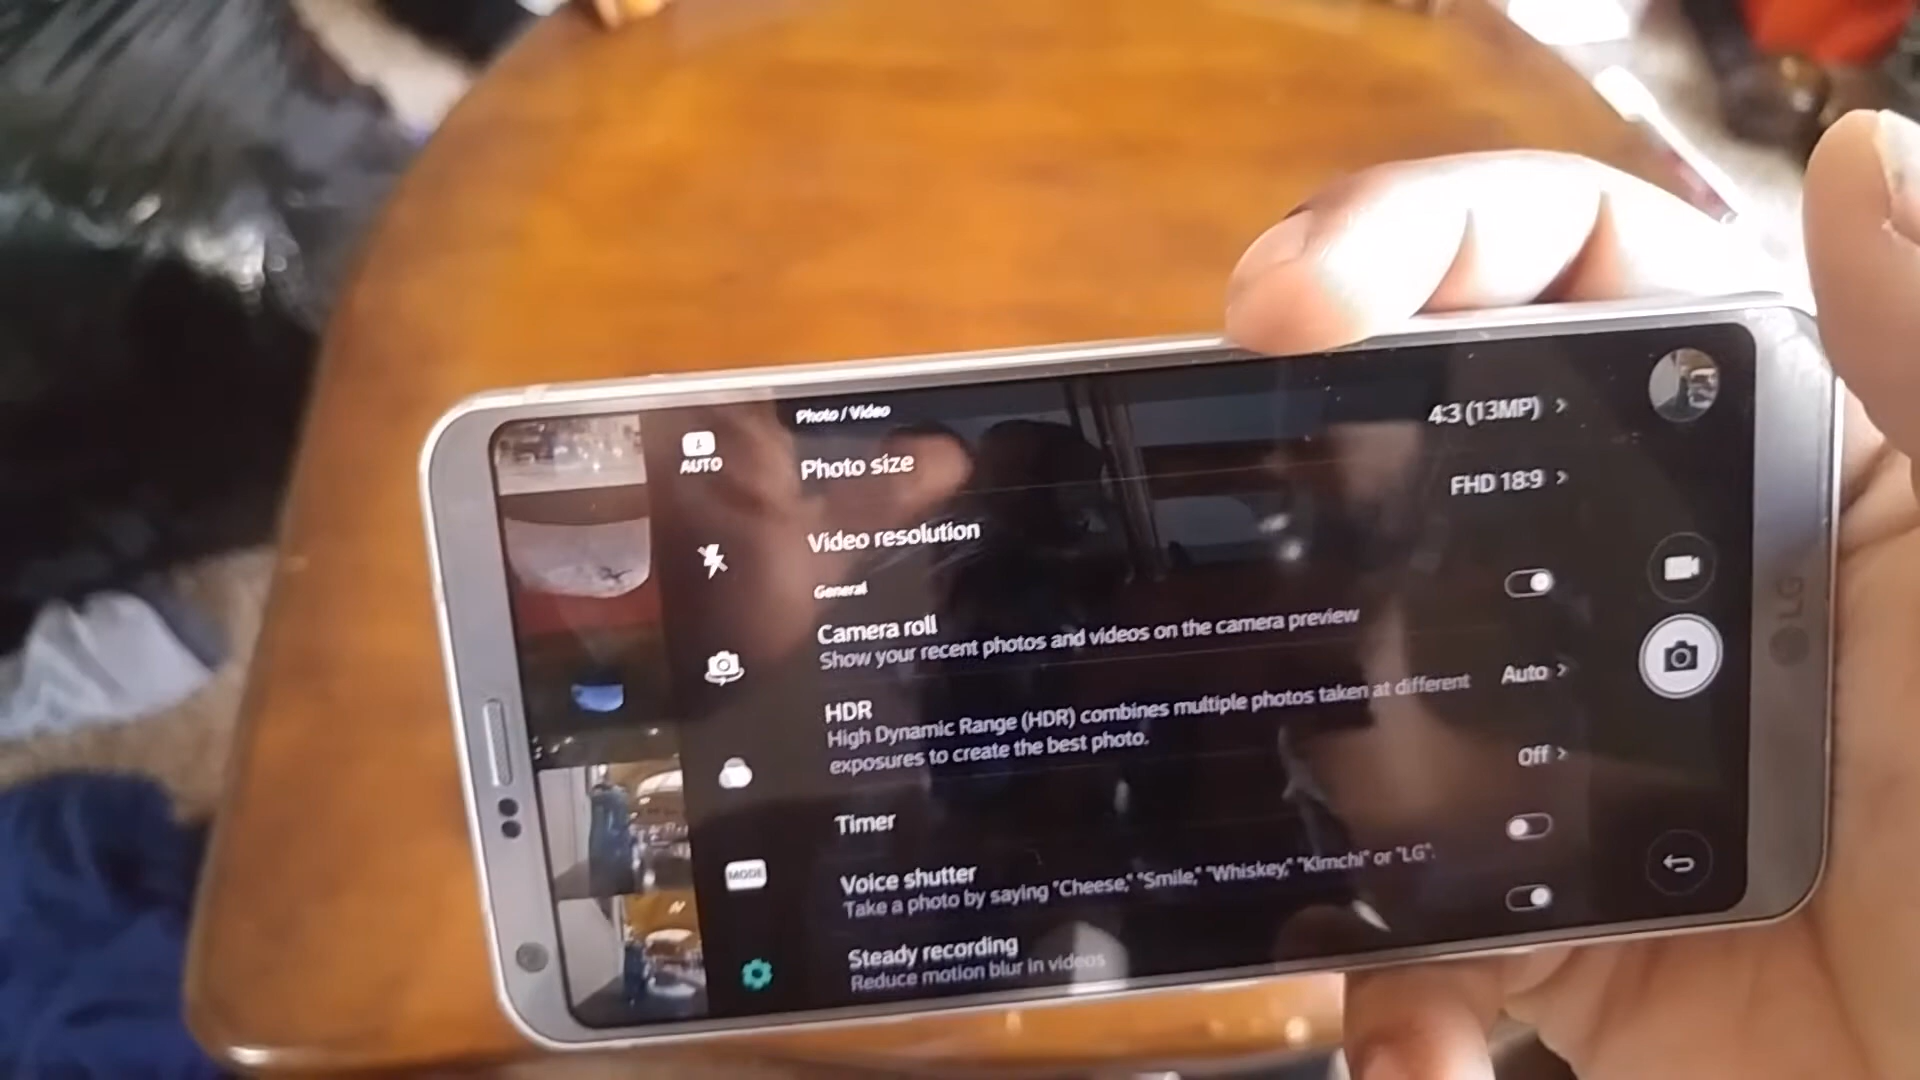 Photo / Video
AUTO
Photo size
4:3 (13MP)
Video resolution
FHD 18:9
General
Camera roll
Show your recent photos and videos on the camera preview
HDR
Auto
High Dynamic Range (HDR) combines multiple photos taken at different
exposures to create the best photo.
Timer
Off
MODE
Voice shutter
Take a photo by saying "Cheese," "Smile," "Whiskey," "Kimchi" or "LG".
Steady recording
Reduce motion blur in videos
LG